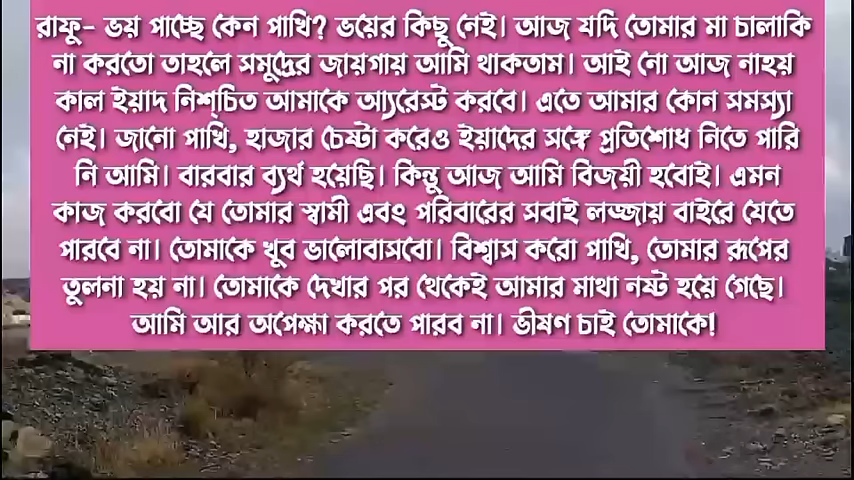 রাফু- ভয় পাচ্ছে কেন পাখি? ভয়ের কিছু নেই। আজ যদি তোমার মা চালাকি
না করতো তাহলে সমুদ্রের জায়গায় আমি থাকতাম। আই নো আজ নাহয়
কাল ইয়াদ নিশ্চিত আমাকে অ্যারেস্ট করবে। এতে আমার কোন সমস্যা
নেই। জানো পাখি, হাজার চেষ্টা করেও ইয়াদের সঙ্গে প্রতিশোধ নিতে পারি
নি আমি। বারবার ব্যর্থ হয়েছি। কিন্তু আজ আমি বিজয়ী হবোই। এমন
কাজ করবো যে তোমার স্বামী এবং পরিবারের সবাই লজ্জায় বাইরে যেতে
পারবে না। তোমাকে খুব ভালোবাসবো। বিশ্বাস করো পাখি, তোমার রূপের
তুলনা হয় না। তোমাকে দেখার পর থেকেই আমার মাথা নষ্ট হয়ে গেছে।
আমি আর অপেক্ষা করতে পারব না। ভীষণ চাই তোমাকে!